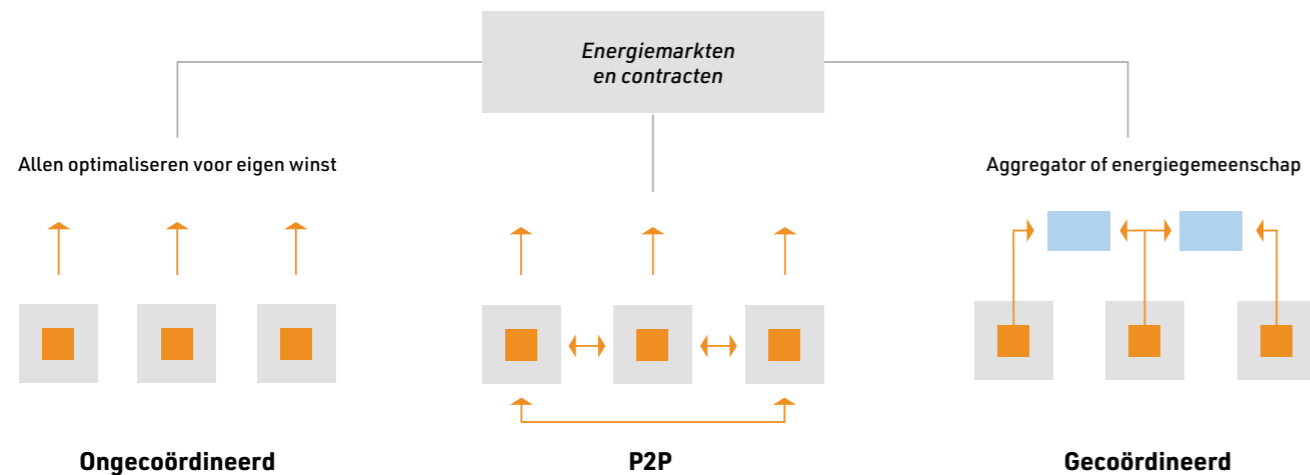 Energiemarkten
en contracten
Allen optimaliseren voor eigen winst
Aggregator of energiegemeenschap
Ongecoördineerd
P2P
Gecoördineerd